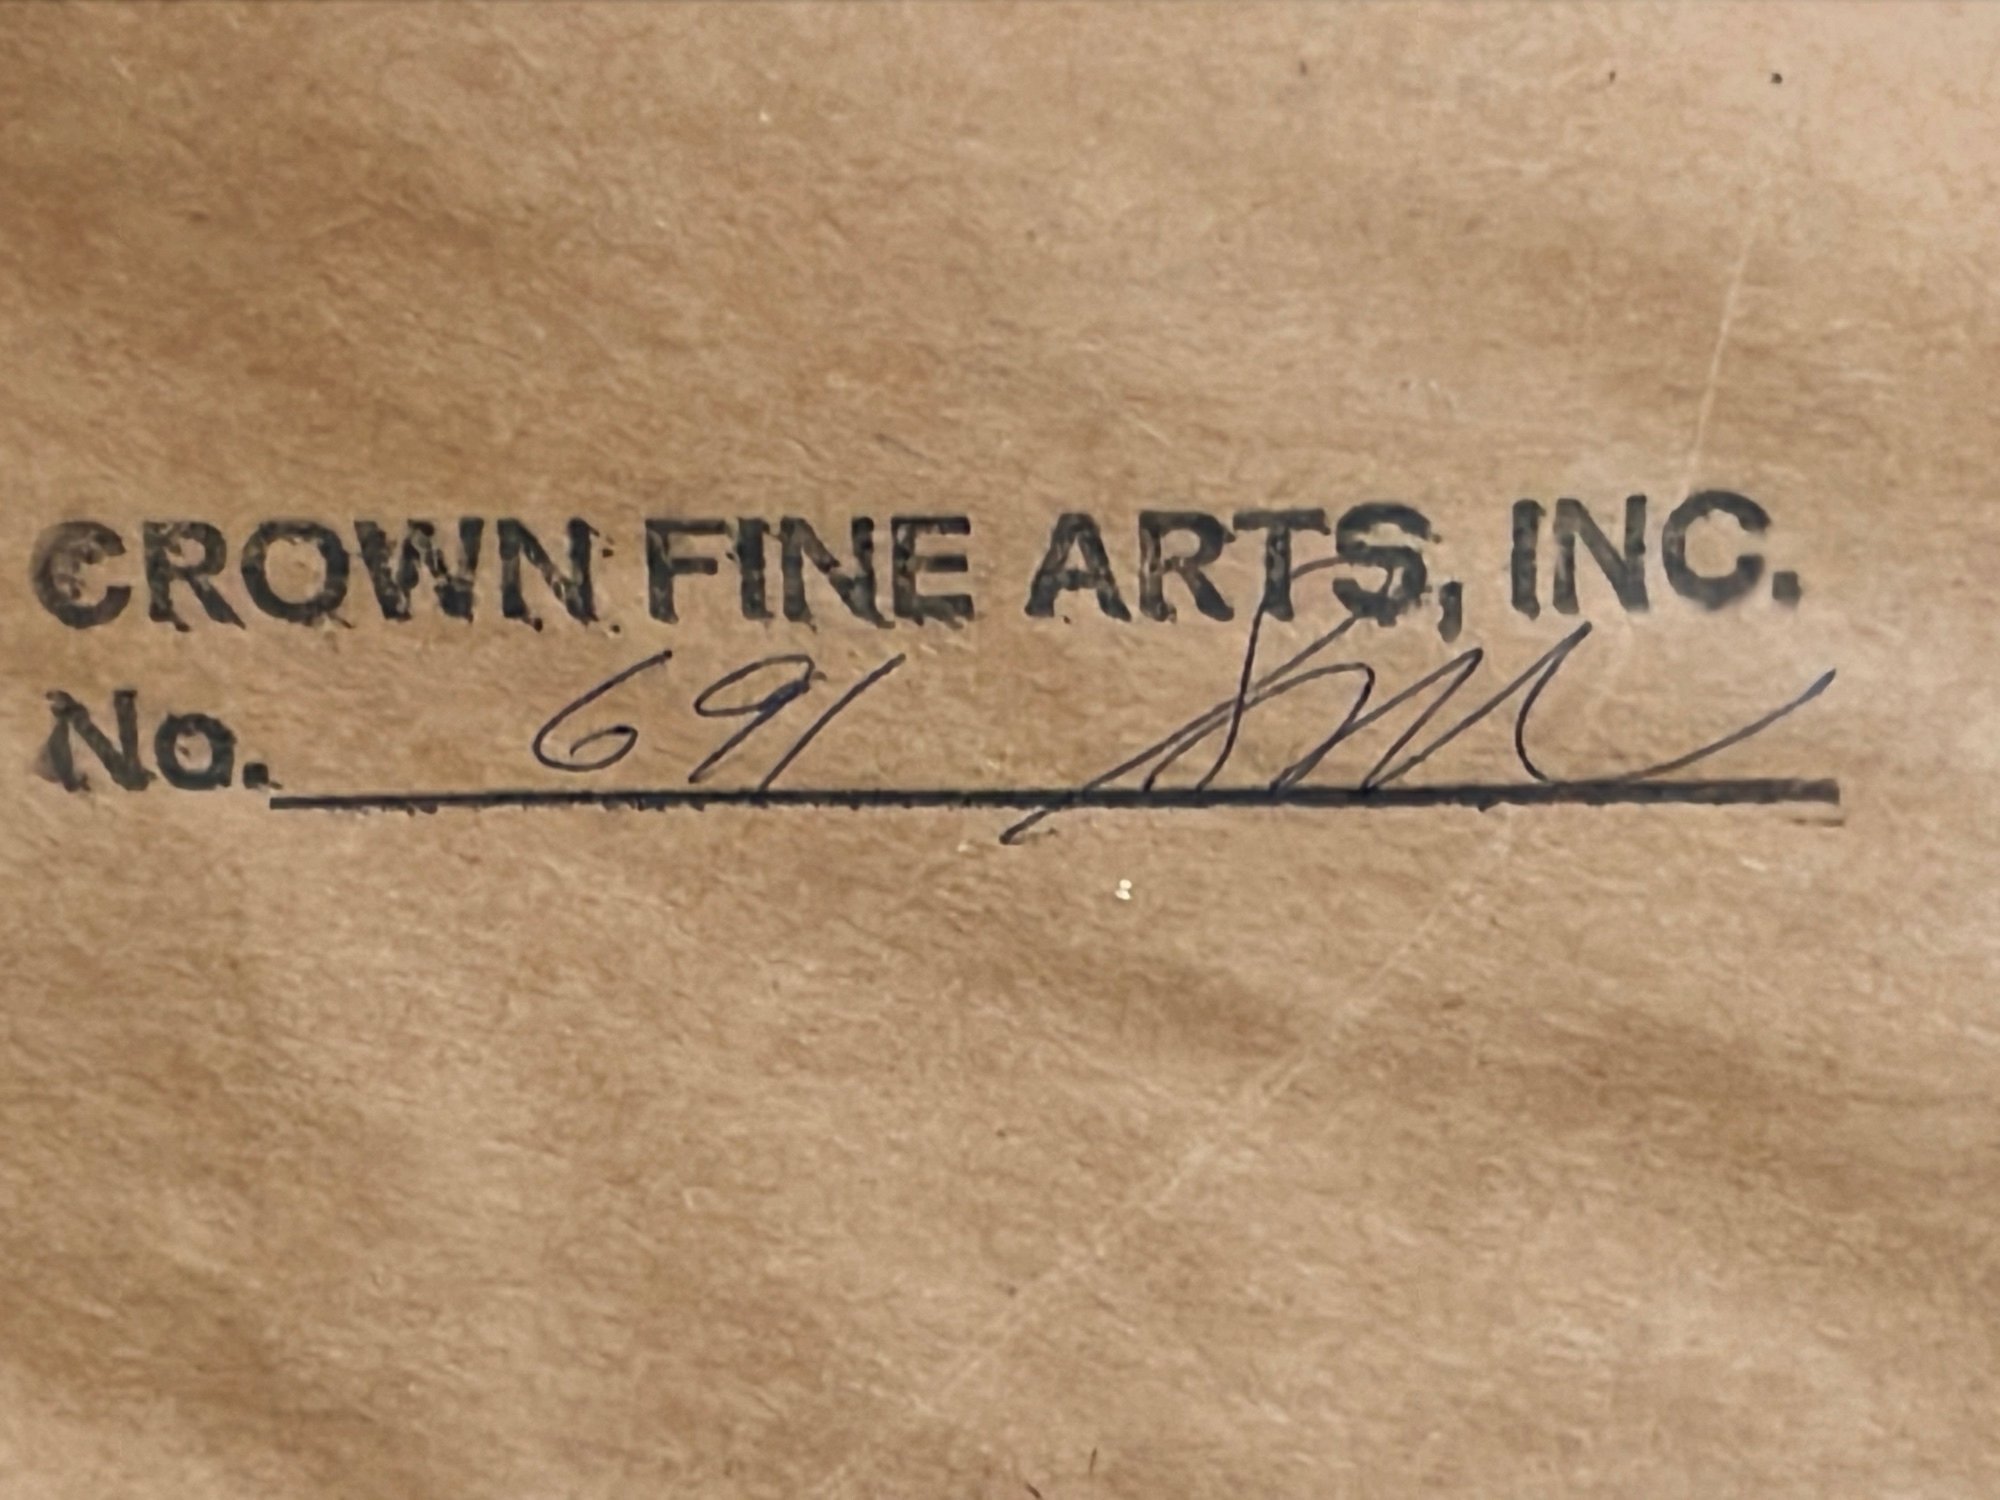 CROWN FINE ARTS, INC.
No. 691